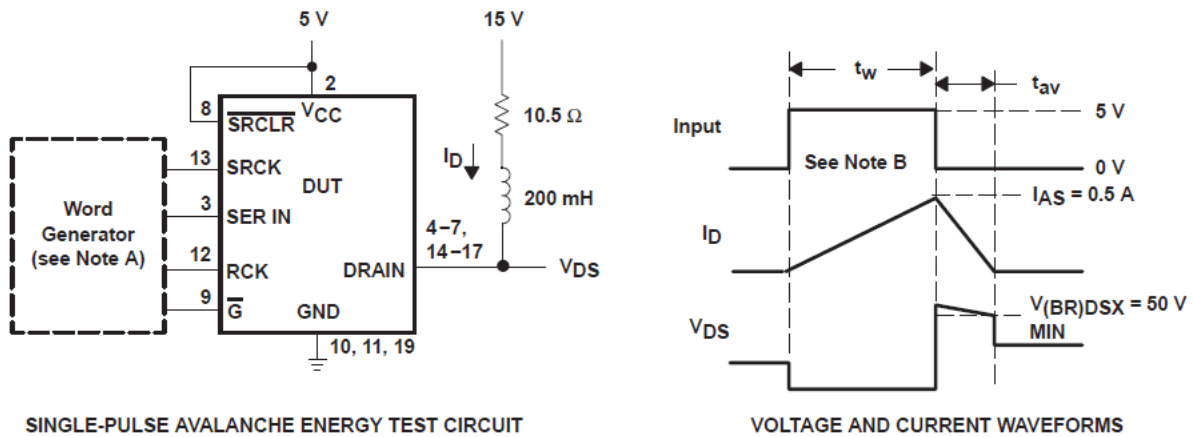 5 V
15 V
2
8
VCC
SRCLR
10.5 Ω
13
SRCK
ID
DUT
Word
Generator
(see Note A)
3
SER IN
200 mH
4−7,
14−17
12
RCK
DRAIN
VDS
9
G
GND
10, 11, 19
SINGLE-PULSE AVALANCHE ENERGY TEST CIRCUIT
tw
tav
5 V
Input
See Note B
0 V
IAS = 0.5 A
ID
V(BR)DSX = 50 V
MIN
VDS
VOLTAGE AND CURRENT WAVEFORMS